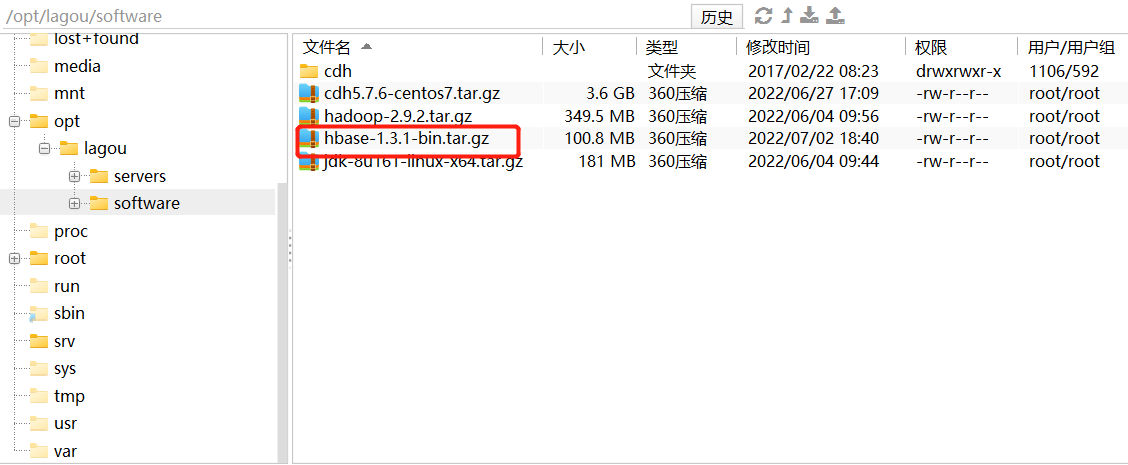 /opt/lagou/software 历史
lost+found
media
mnt
opt
lagou
servers
software
proc
root
run
sbin
srv
sys
tmp
usr
var
文件名 大小 类型 修改时间 权限 用户/用户组
cdh 文件夹 2017/02/22 08:23 drwxrwxr-x 1106/592
cdh5.7.6-centos7.tar.gz 3.6 GB 360压缩 2022/06/27 17:09 -rw-r--r-- root/root
hadoop-2.9.2.tar.gz 349.5 MB 360压缩 2022/06/04 09:56 -rw-r--r-- root/root
hbase-1.3.1-bin.tar.gz 100.8 MB 360压缩 2022/07/02 18:40 -rw-r--r-- root/root
jdk-8u161-linux-x64.tar.gz 181 MB 360压缩 2022/06/04 09:44 -rw-r--r-- root/root